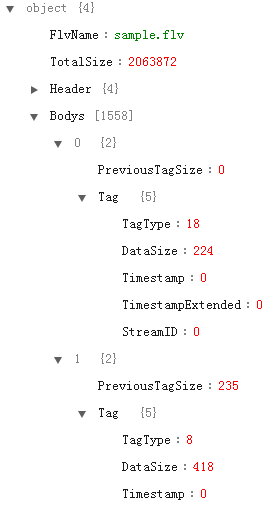 object {4}
FlvName : sample.flv
TotalSize : 2063872
Header {4}
Bodys [1558]
0 {2}
PreviousTagSize : 0
Tag {5}
TagType : 18
DataSize : 224
Timestamp : 0
TimestampExtended : 0
StreamID : 0
1 {2}
PreviousTagSize : 235
Tag {5}
TagType : 8
DataSize : 418
Timestamp : 0